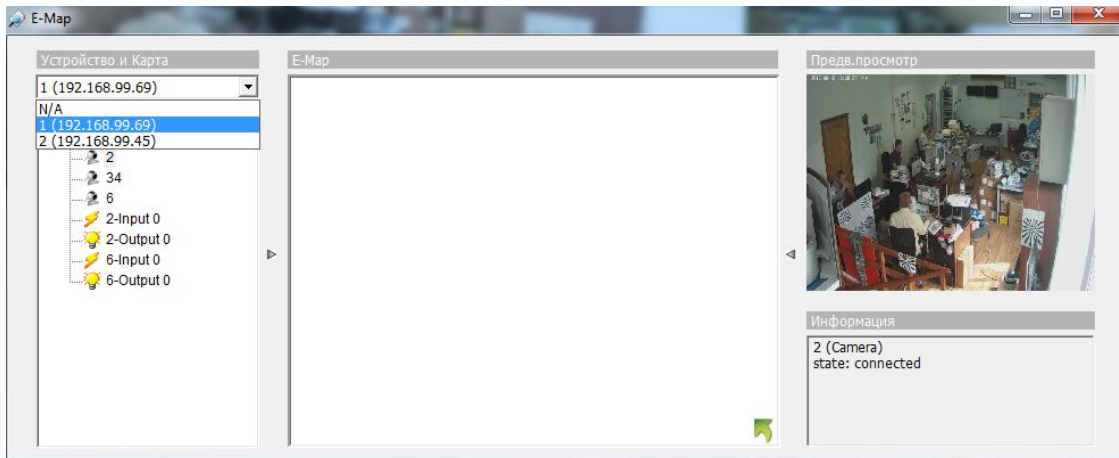 E-Map
Устройство и Карта
1 (192.168.99.69)
N/A
1 (192.168.99.69)
2 (192.168.99.45)
2
34
6
2-Input 0
2-Output 0
6-Input 0
6-Output 0
E-Map
Предв.просмотр
Информация
2 (Camera)
state: connected